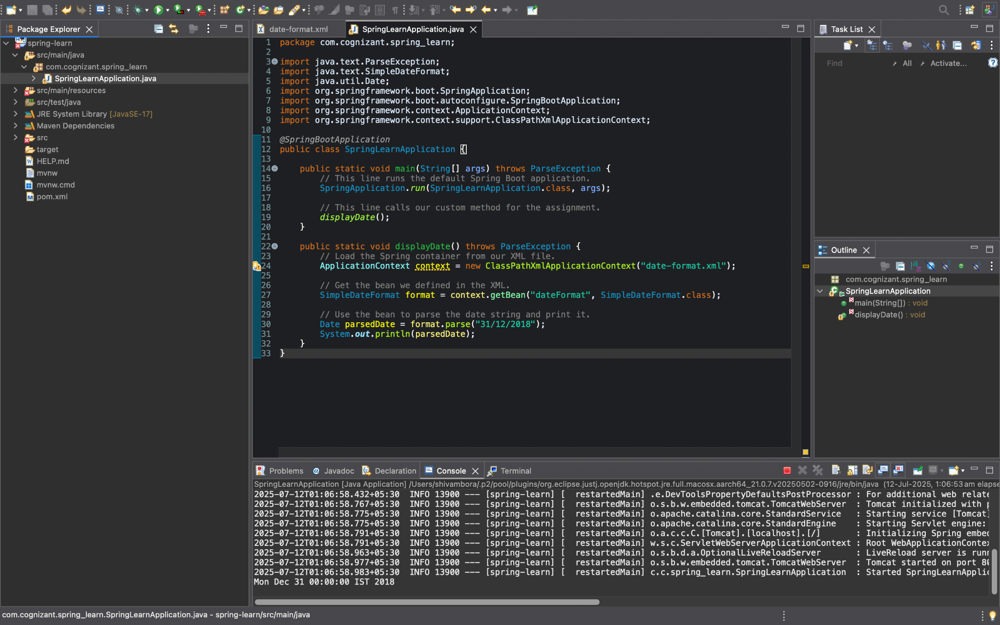 Package Explorer
spring-learn
src/main/java
com.cognizant.spring_learn
SpringLearnApplication.java
src/main/resources
src/test/java
JRE System Library [JavaSE-17]
Maven Dependencies
src
target
HELP.md
mvnw
mvnw.cmd
pom.xml
date-format.xml
SpringLearnApplication.java
1 package com.cognizant.spring_learn;
2
3 import java.text.ParseException;
4 import java.text.SimpleDateFormat;
5 import java.util.Date;
6 import org.springframework.boot.SpringApplication;
7 import org.springframework.boot.autoconfigure.SpringBootApplication;
8 import org.springframework.context.ApplicationContext;
9 import org.springframework.context.support.ClassPathXmlApplicationContext;
10
11 @SpringBootApplication
12 public class SpringLearnApplication {
13
14     public static void main(String[] args) throws ParseException {
15         // This line runs the default Spring Boot application.
16         SpringApplication.run(SpringLearnApplication.class, args);
17
18         // This line calls our custom method for the assignment.
19         displayDate();
20     }
21
22     public static void displayDate() throws ParseException {
23         // Load the Spring container from our XML file.
24         ApplicationContext context = new ClassPathXmlApplicationContext("date-format.xml");
25
26         // Get the bean we defined in the XML.
27         SimpleDateFormat format = context.getBean("dateFormat", SimpleDateFormat.class);
28
29         // Use the bean to parse the date string and print it.
30         Date parsedDate = format.parse("31/12/2018");
31         System.out.println(parsedDate);
32     }
33 }
Task List
Find All Activate...
Outline
com.cognizant.spring_learn
SpringLearnApplication
main(String[]) : void
displayDate() : void
Problems @ Javadoc Declaration Console Terminal
SpringLearnApplication [Java Application] /Users/shivambora/.p2/pool/plugins/org.eclipse.justj.openjdk.hotspot.jre.full.macosx.aarch64_21.0.7.v20250502-0916/jre/bin/java (12-Jul-2025, 1:06:53 am elapse
2025-07-12T01:06:58.432+05:30  INFO 13900 --- [spring-learn] [  restartedMain] .e.DevToolsPropertyDefaultsPostProcessor : For additional web relate
2025-07-12T01:06:58.767+05:30  INFO 13900 --- [spring-learn] [  restartedMain] o.s.b.w.embedded.tomcat.TomcatWebServer  : Tomcat initialized with p
2025-07-12T01:06:58.775+05:30  INFO 13900 --- [spring-learn] [  restartedMain] o.apache.catalina.core.StandardService   : Starting service [Tomcat]
2025-07-12T01:06:58.775+05:30  INFO 13900 --- [spring-learn] [  restartedMain] o.apache.catalina.core.StandardEngine    : Starting Servlet engine:
2025-07-12T01:06:58.791+05:30  INFO 13900 --- [spring-learn] [  restartedMain] o.a.c.c.C.[Tomcat].[localhost].[/]       : Initializing Spring embed
2025-07-12T01:06:58.791+05:30  INFO 13900 --- [spring-learn] [  restartedMain] w.s.c.ServletWebServerApplicationContext : Root WebApplicationContex
2025-07-12T01:06:58.963+05:30  INFO 13900 --- [spring-learn] [  restartedMain] o.s.b.d.a.OptionalLiveReloadServer       : LiveReload server is runn
2025-07-12T01:06:58.977+05:30  INFO 13900 --- [spring-learn] [  restartedMain] o.s.b.w.embedded.tomcat.TomcatWebServer  : Tomcat started on port 80
2025-07-12T01:06:58.983+05:30  INFO 13900 --- [spring-learn] [  restartedMain] c.c.spring_learn.SpringLearnApplication  : Started SpringLearnApplic
Mon Dec 31 00:00:00 IST 2018
com.cognizant.spring_learn.SpringLearnApplication.java - spring-learn/src/main/java